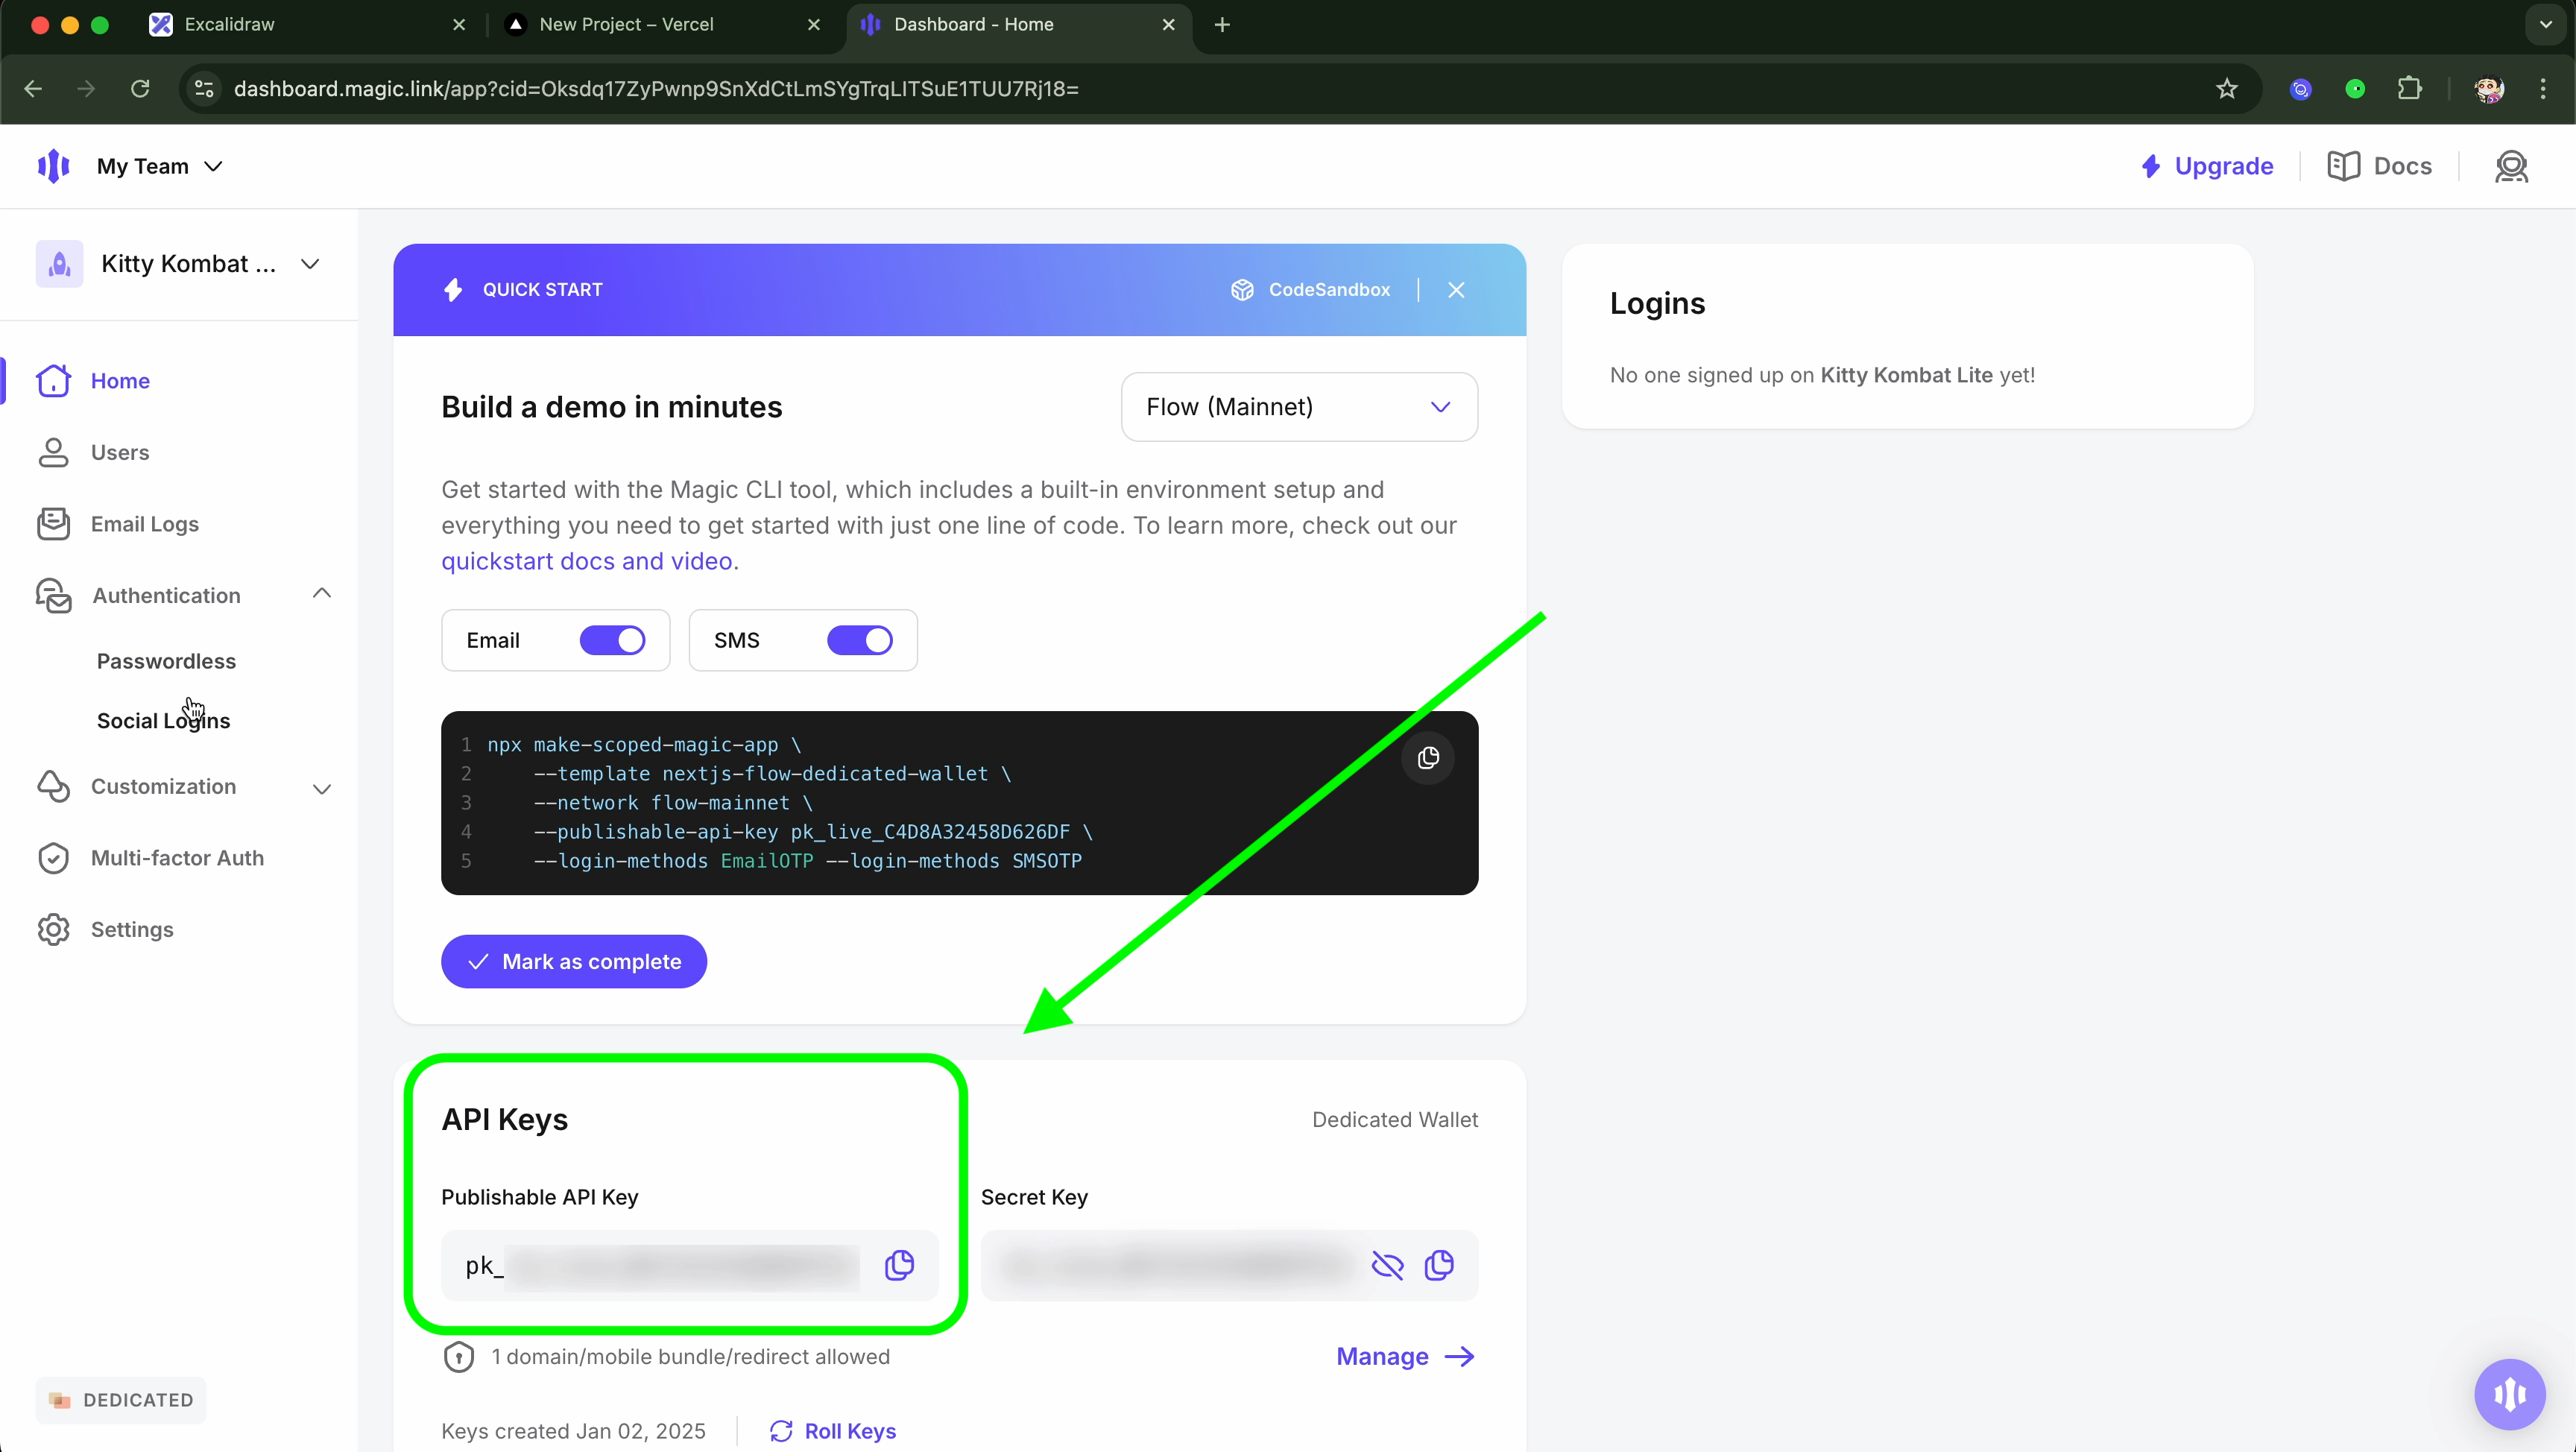 Excalidraw
New Project – Vercel
Dashboard - Home
dashboard.magic.link/app?cid=Oksdq17ZyPwnp9SnXdCtLmSYgTrqLlTSuE1TUU7Rj18=
My Team
Upgrade
Docs
Kitty Kombat ...
Home
Users
Email Logs
Authentication
Passwordless
Social Logins
Customization
Multi-factor Auth
Settings
DEDICATED
QUICK START
CodeSandbox
Build a demo in minutes
Flow (Mainnet)
Get started with the Magic CLI tool, which includes a built-in environment setup and
everything you need to get started with just one line of code. To learn more, check out our
quickstart docs and video.
Email
SMS
1 npx make-scoped-magic-app \
2 --template nextjs-flow-dedicated-wallet \
3 --network flow-mainnet \
4 --publishable-api-key pk_live_C4D8A32458D626DF \
5 --login-methods EmailOTP --login-methods SMSOTP
Mark as complete
API Keys
Dedicated Wallet
Publishable API Key
Secret Key
pk_
1 domain/mobile bundle/redirect allowed
Manage
Keys created Jan 02, 2025
Roll Keys
Logins
No one signed up on Kitty Kombat Lite yet!